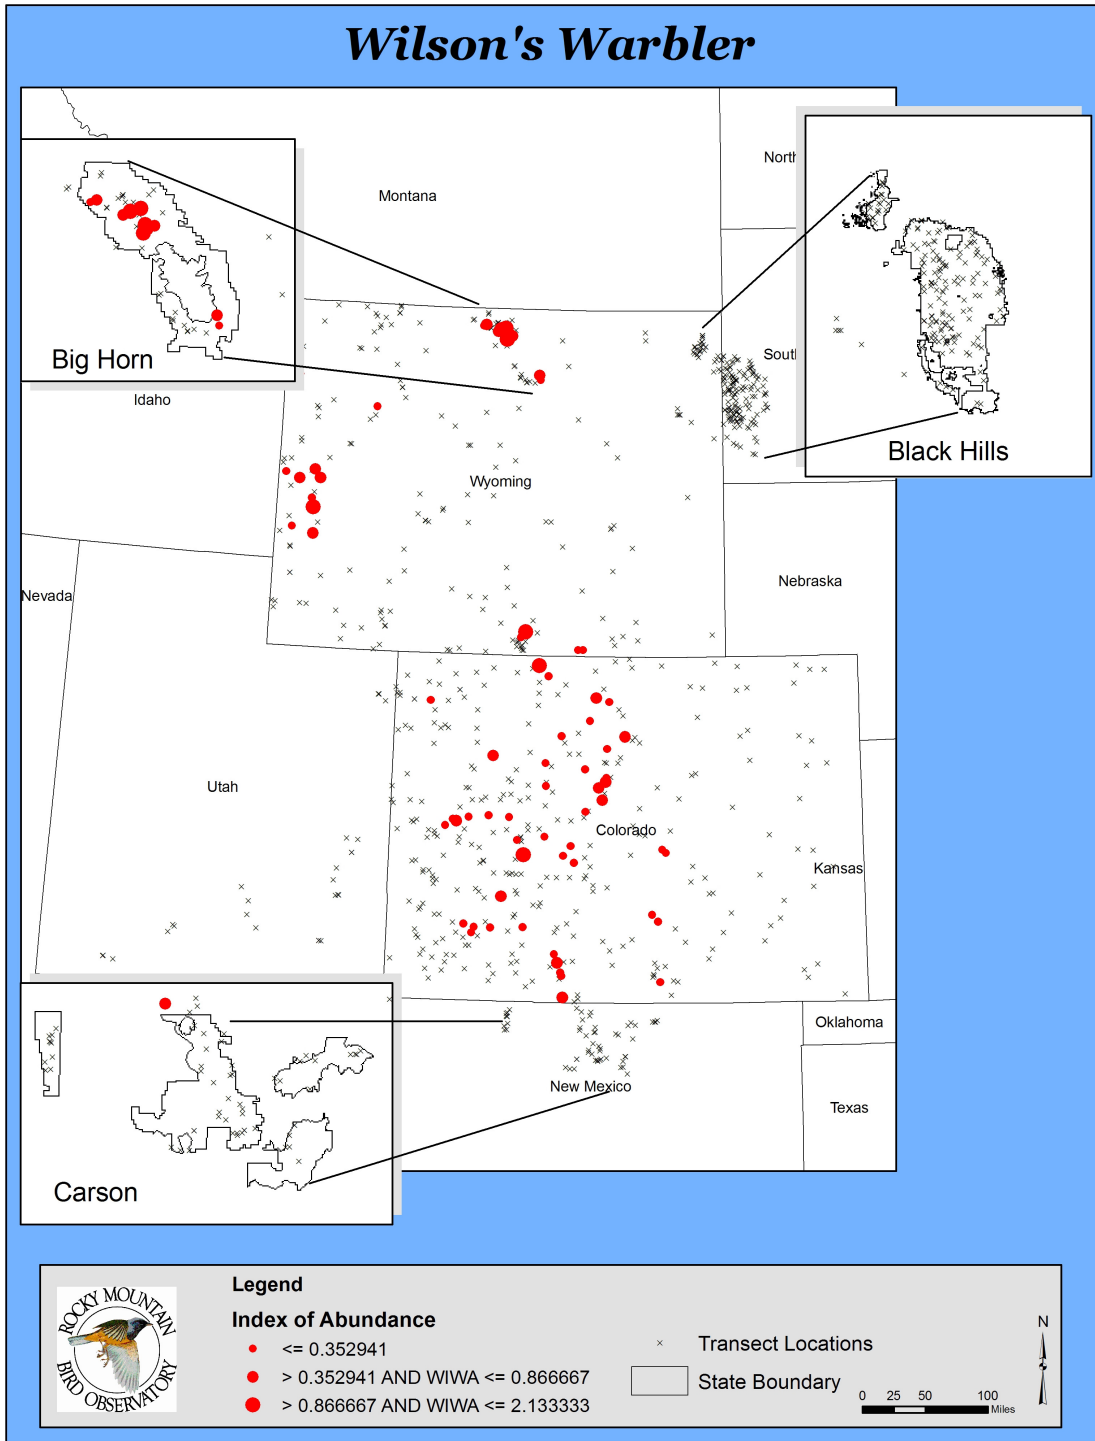 Wilson's Warbler
Montana
North
South
Big Horn
Idaho
Black Hills
Wyoming
Nebraska
Nevada
Utah
Colorado
Kansas
Oklahoma
New Mexico
Texas
Carson
Legend
Index of Abundance
<= 0.352941
> 0.352941 AND WIWA <= 0.866667
> 0.866667 AND WIWA <= 2.133333
Transect Locations
State Boundary
N
0 25 50 100
Miles
ROCKY MOUNTAIN
BIRD OBSERVATORY